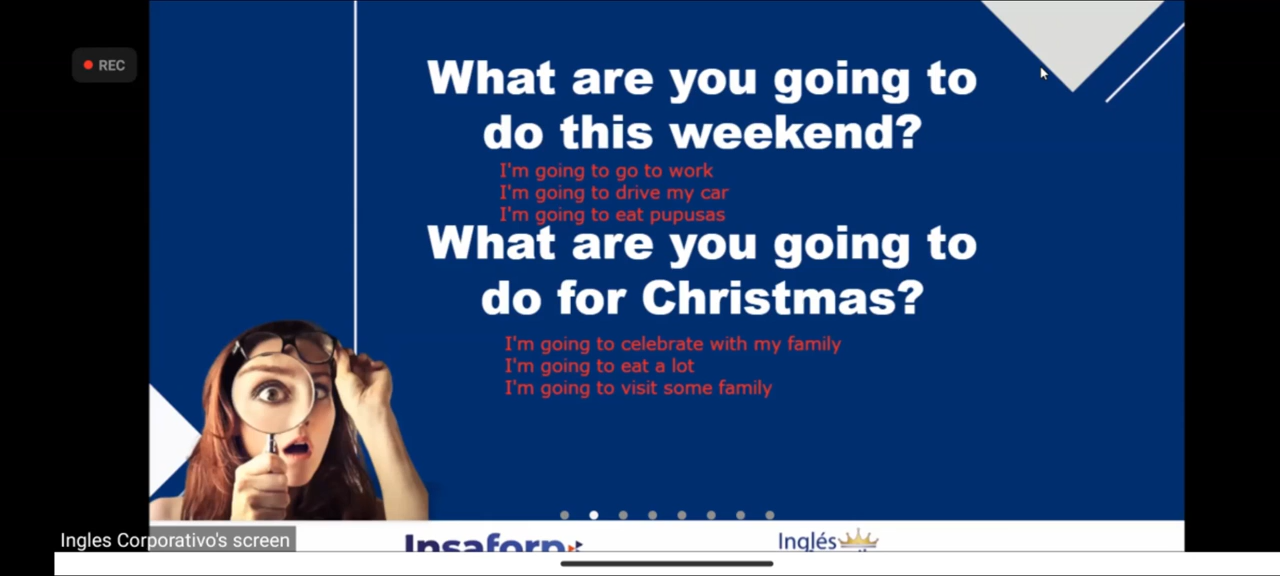 REC
What are you going to
do this weekend?
I'm going to go to work
I'm going to drive my car
I'm going to eat pupusas
What are you going to
do for Christmas?
I'm going to celebrate with my family
I'm going to eat a lot
I'm going to visit some family
Ingles Corporativo's screen
Insaforp
Inglés